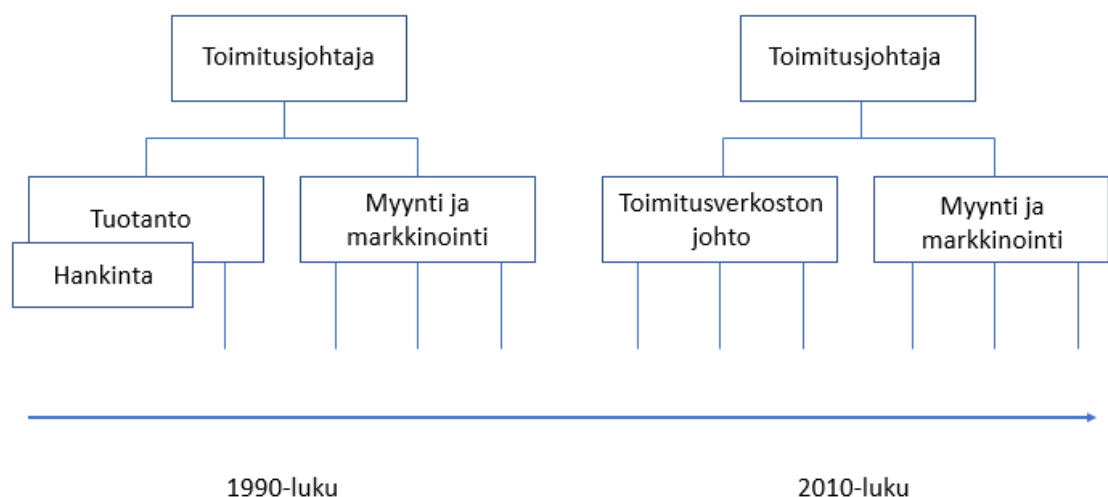 Toimitusjohtaja
Tuotanto
Hankinta
Myynti ja
markkinointi
1990-luku
Toimitusjohtaja
Toimitusverkoston
johto
Myynti ja
markkinointi
2010-luku